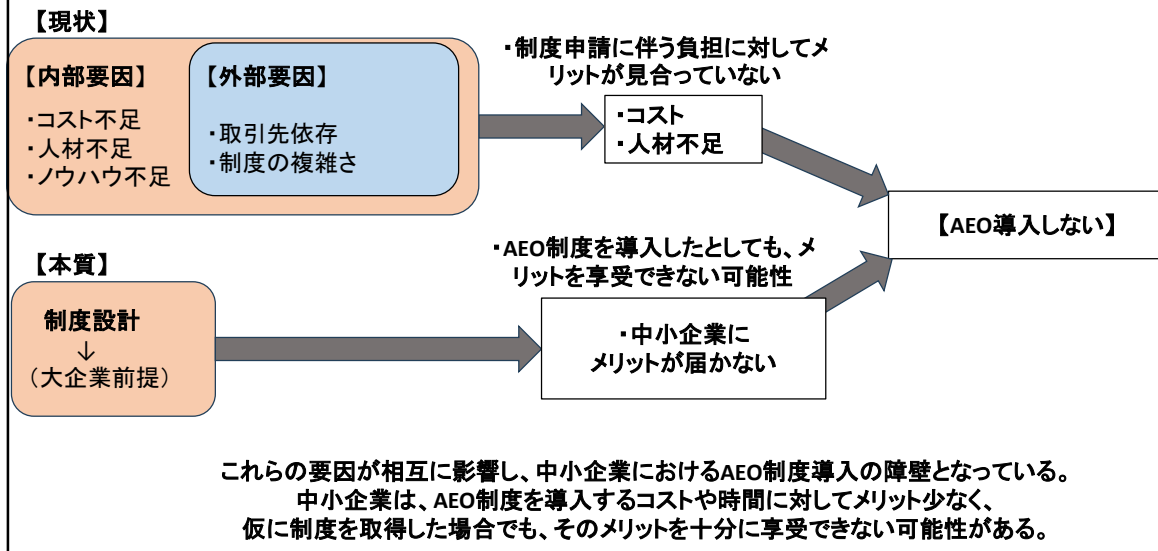 【現状】
【内部要因】
・コスト不足
・人材不足
・ノウハウ不足
【外部要因】
・取引先依存
・制度の複雑さ
・制度申請に伴う負担に対してメ
リットが見合っていない
・コスト
・人材不足
【AEO導入しない】
【本質】
制度設計
↓
（大企業前提）
・AEO制度を導入したとしても、メ
リットを享受できない可能性
・中小企業に
メリットが届かない
これらの要因が相互に影響し、中小企業におけるAEO制度導入の障壁となっている。
中小企業は、AEO制度を導入するコストや時間に対してメリット少なく、
仮に制度を取得した場合でも、そのメリットを十分に享受できない可能性がある。